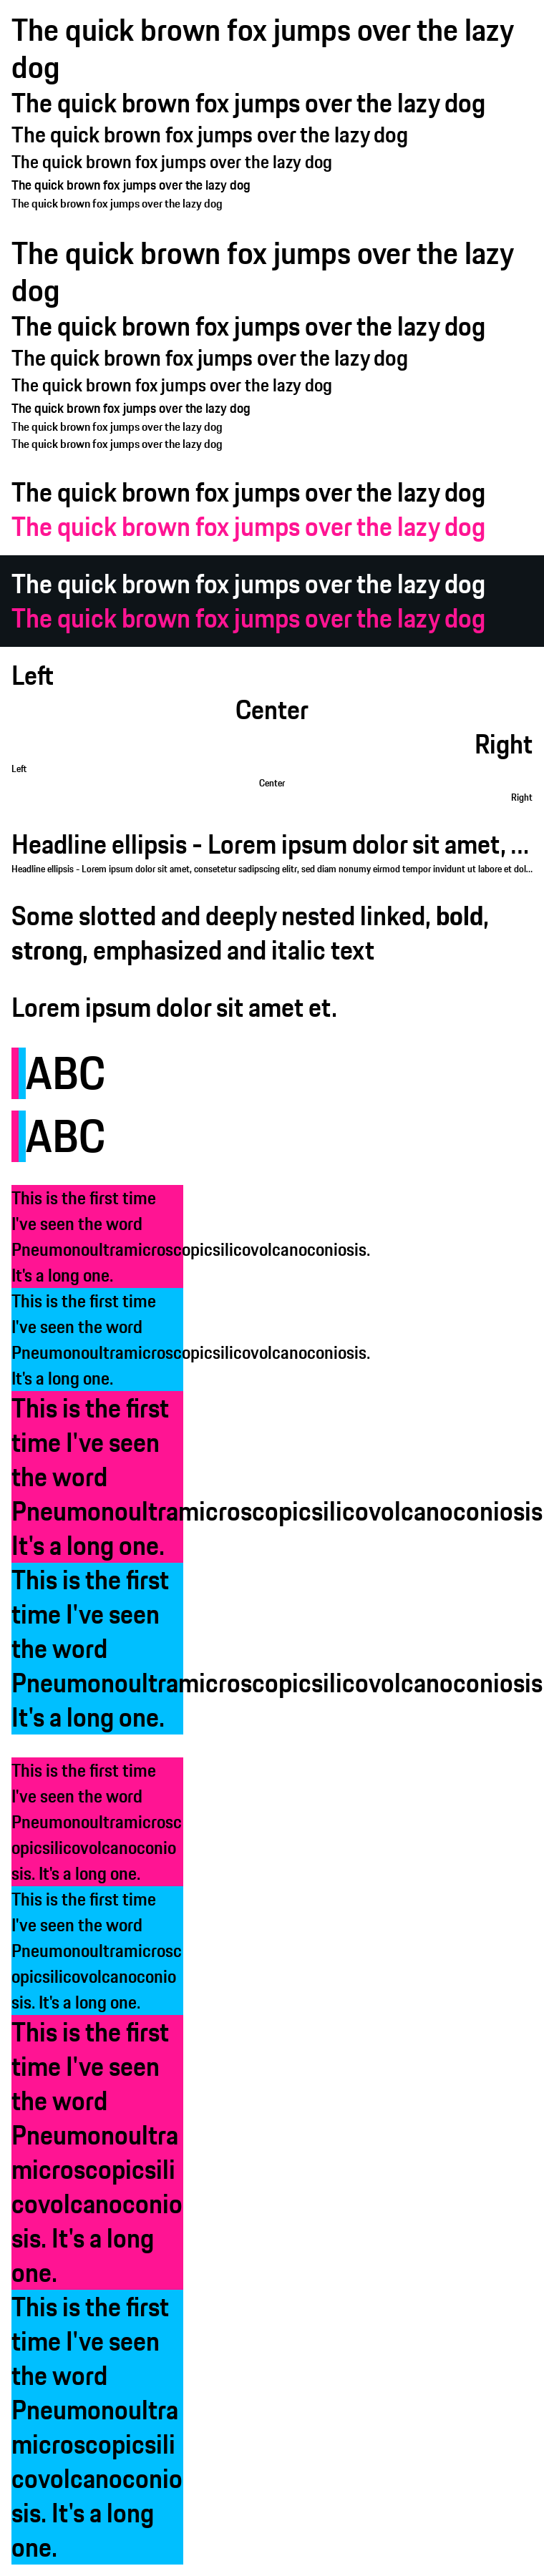 The quick brown fox jumps over the lazy
dog
The quick brown fox jumps over the lazy dog
The quick brown fox jumps over the lazy dog
The quick brown fox jumps over the lazy dog
The quick brown fox jumps over the lazy dog
The quick brown fox jumps over the lazy dog
The quick brown fox jumps over the lazy
dog
The quick brown fox jumps over the lazy dog
The quick brown fox jumps over the lazy dog
The quick brown fox jumps over the lazy dog
The quick brown fox jumps over the lazy dog
The quick brown fox jumps over the lazy dog
The quick brown fox jumps over the lazy dog
The quick brown fox jumps over the lazy dog
The quick brown fox jumps over the lazy dog
The quick brown fox jumps over the lazy dog
The quick brown fox jumps over the lazy dog
Left
Center
Right
Left
Center
Right
Headline ellipsis - Lorem ipsum dolor sit amet, ...
Headline ellipsis - Lorem ipsum dolor sit amet, consetetur sadipscing elitr, sed diam nonumy eirmod tempor invidunt ut labore et dol...
Some slotted and deeply nested linked, bold,
strong, emphasized and italic text
Lorem ipsum dolor sit amet et.
ABC
ABC
This is the first time
I've seen the word
Pneumonoultramicroscopicsilicovolcanoconiosis.
It's a long one.
This is the first time
I've seen the word
Pneumonoultramicroscopicsilicovolcanoconiosis.
It's a long one.
This is the first
time I've seen
the word
Pneumonoultramicroscopicsilicovolcanoconiosis
It's a long one.
This is the first
time I've seen
the word
Pneumonoultramicroscopicsilicovolcanoconiosis
It's a long one.
This is the first time
I've seen the word
Pneumonoultramicrosc
opicsilicovolcanoconio
sis. It's a long one.
This is the first time
I've seen the word
Pneumonoultramicrosc
opicsilicovolcanoconio
sis. It's a long one.
This is the first
time I've seen
the word
Pneumonoultra
microscopicsili
covolcanoconio
sis. It's a long
one.
This is the first
time I've seen
the word
Pneumonoultra
microscopicsili
covolcanoconio
sis. It's a long
one.